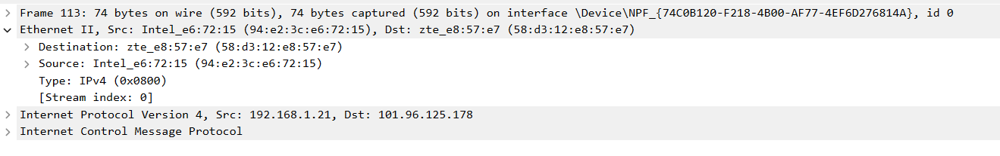 Frame 113: 74 bytes on wire (592 bits), 74 bytes captured (592 bits) on interface \Device\NPF_{74C0B120-F218-4B00-AF77-4EF6D276814A}, id 0
Ethernet II, Src: Intel_e6:72:15 (94:e2:3c:e6:72:15), Dst: zte_e8:57:e7 (58:d3:12:e8:57:e7)
Destination: zte_e8:57:e7 (58:d3:12:e8:57:e7)
Source: Intel_e6:72:15 (94:e2:3c:e6:72:15)
Type: IPv4 (0x0800)
[Stream index: 0]
Internet Protocol Version 4, Src: 192.168.1.21, Dst: 101.96.125.178
Internet Control Message Protocol